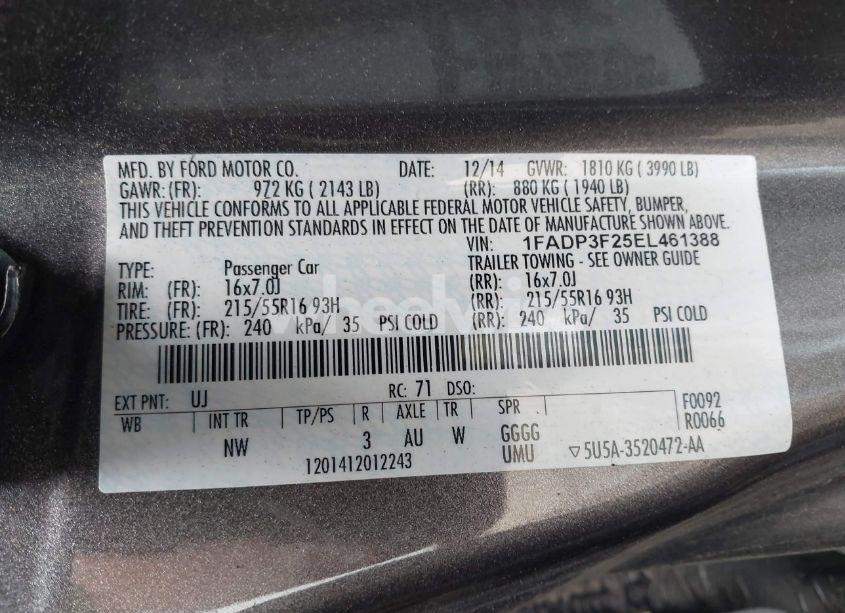 MFD. BY FORD MOTOR CO. DATE: 12/14 GVWR: 1810 KG ( 3990 LB)
GAWR: (FR): 972 KG ( 2143 LB) (RR): 880 KG ( 1940 LB)
THIS VEHICLE CONFORMS TO ALL APPLICABLE FEDERAL MOTOR VEHICLE SAFETY, BUMPER,
AND THEFT PREVENTION STANDARDS IN EFFECT ON THE DATE OF MANUFACTURE SHOWN ABOVE.
VIN: 1FADP3F25EL461388
TYPE: Passenger Car TRAILER TOWING - SEE OWNER GUIDE
RIM: (FR): 16x7.0J (RR): 16x7.0J
TIRE: (FR): 215/55R16 93H (RR): 215/55R16 93H
PRESSURE: (FR): 240 kPa/ 35 PSI COLD (RR): 240 kPa/ 35 PSI COLD
EXT PNT: UJ RC: 71 DSO:
WB INT TR TP/PS R AXLE TR SPR F0092
NW 3 AU W GGGG R0066
1201412012243 UMU ▽5U5A-3520472-AA